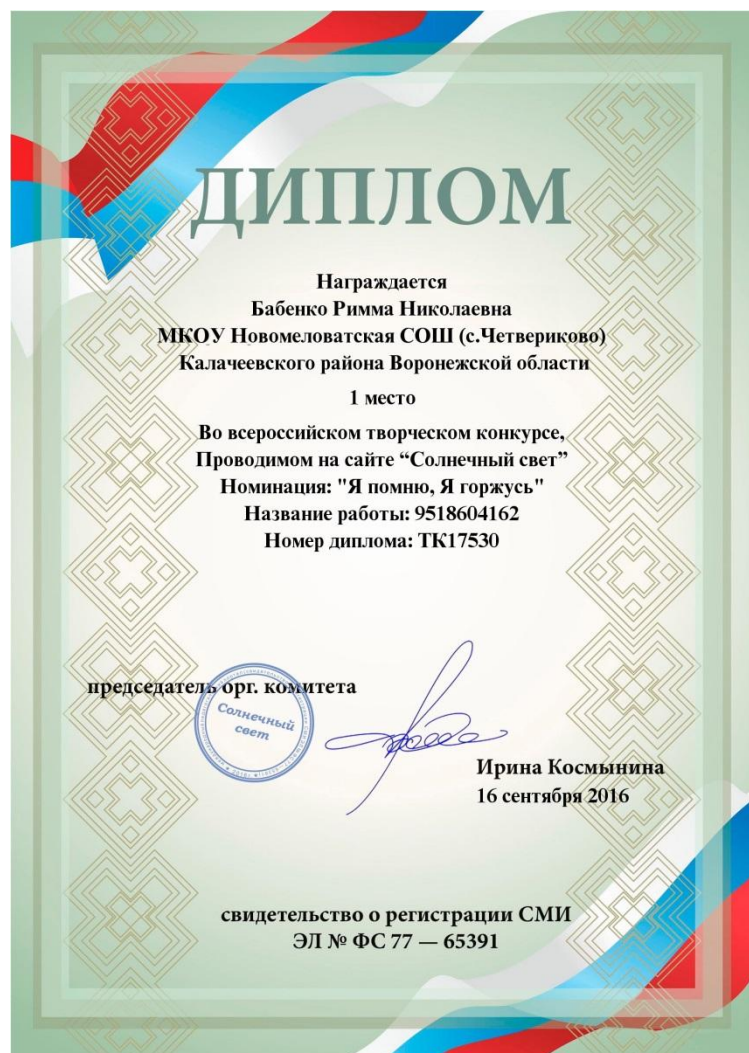 ДИПЛОМ
Награждается
Бабенко Римма Николаевна
МКОУ Новомеловатская СОШ (с.Четвериково)
Калачеевского района Воронежской области
1 место
Во всероссийском творческом конкурсе,
Проводимом на сайте “Солнечный свет”
Номинация: "Я помню, Я горжусь"
Название работы: 9518604162
Номер диплома: ТК17530
председатель орг. комитета
Солнечный
свет
Ирина Космынина
16 сентября 2016
свидетельство о регистрации СМИ
ЭЛ № ФС 77 — 65391